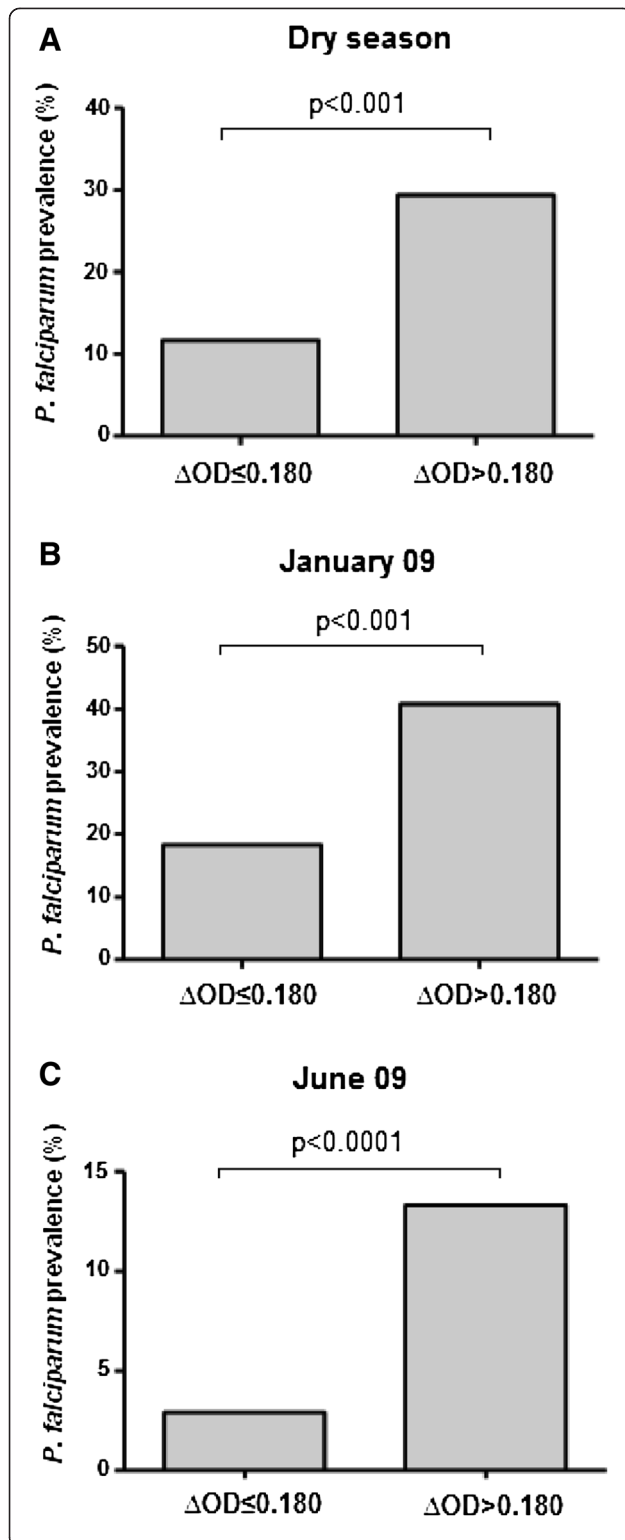 A
Dry season
P. falciparum prevalence (%)
40
30
20
10
0
p<0.001
ΔOD≤0.180
ΔOD>0.180
B
January 09
P. falciparum prevalence (%)
50
40
30
20
10
0
p<0.001
ΔOD≤0.180
ΔOD>0.180
C
June 09
P. falciparum prevalence (%)
15
10
5
0
p<0.0001
ΔOD≤0.180
ΔOD>0.180